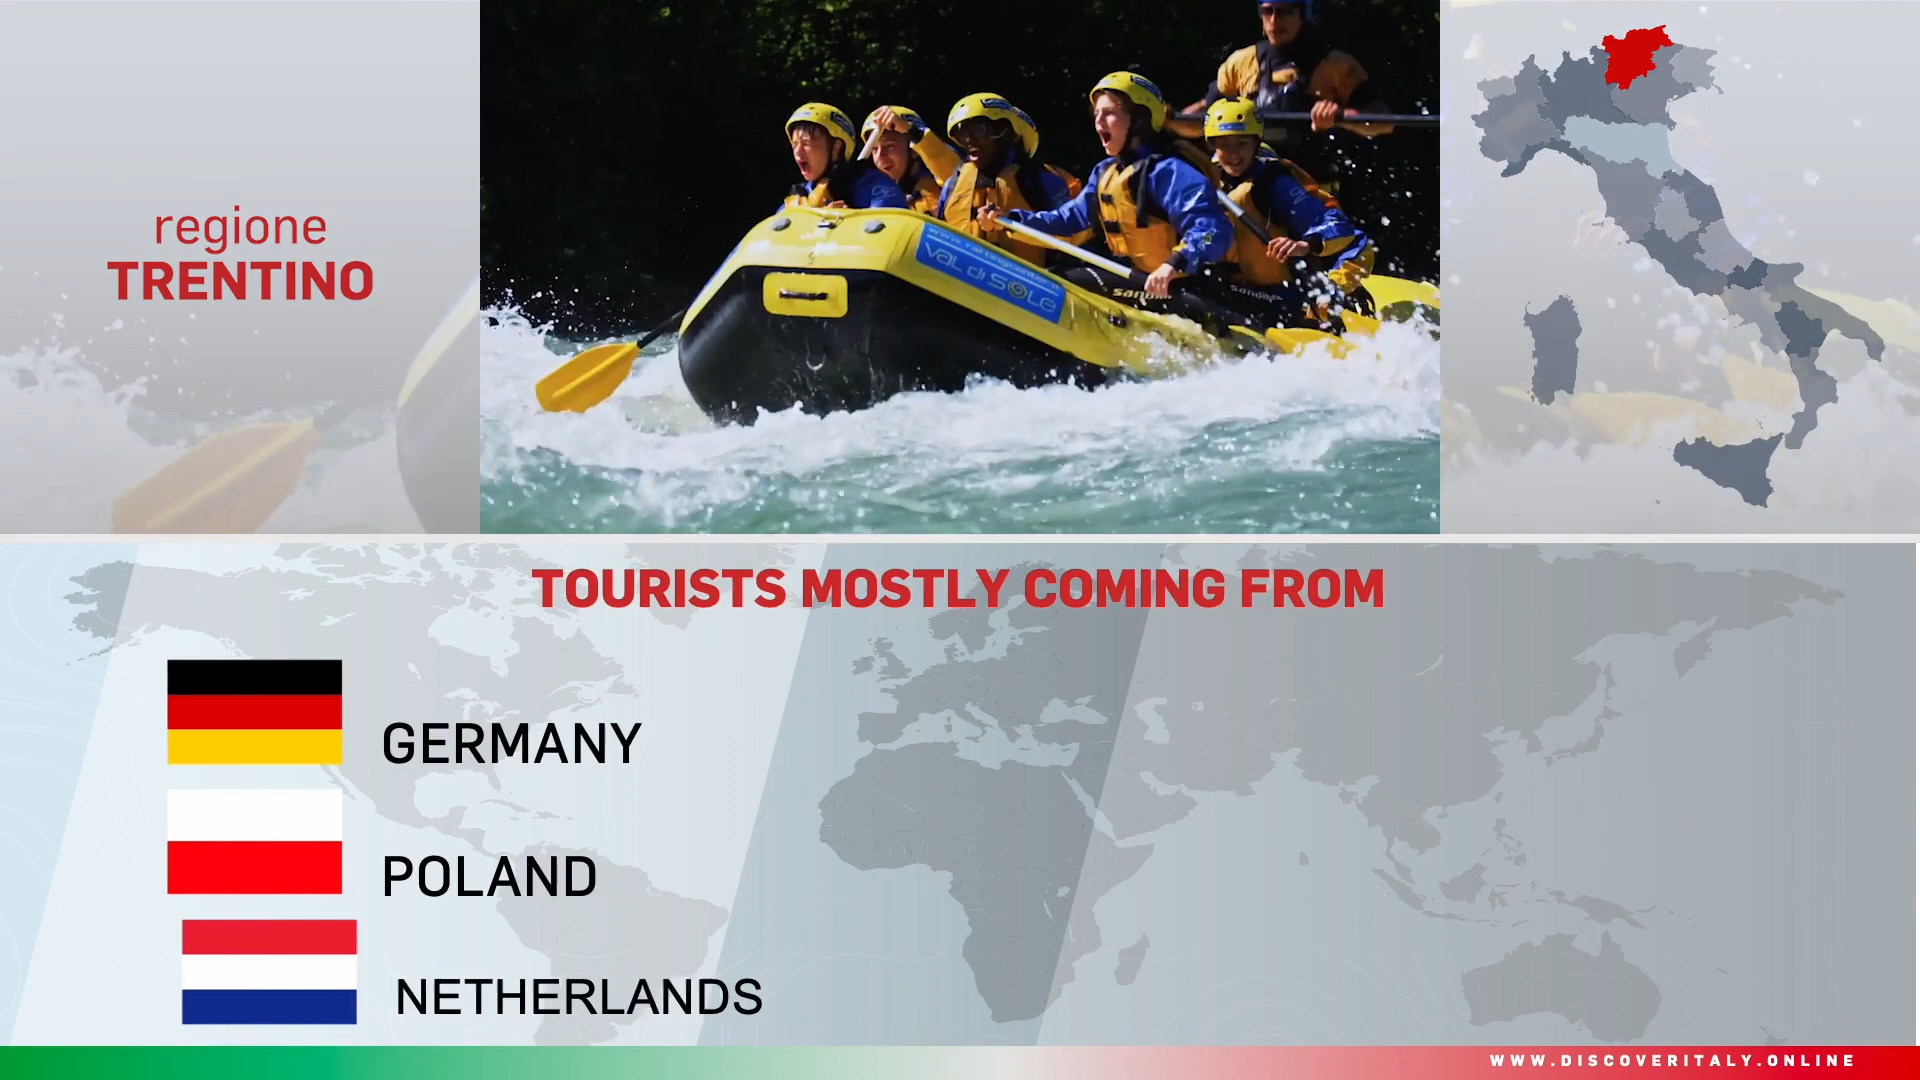 regione
TRENTINO
VAL di SOLE
TOURISTS MOSTLY COMING FROM
GERMANY
POLAND
NETHERLANDS
WWW.DISCOVERITALY.ONLINE